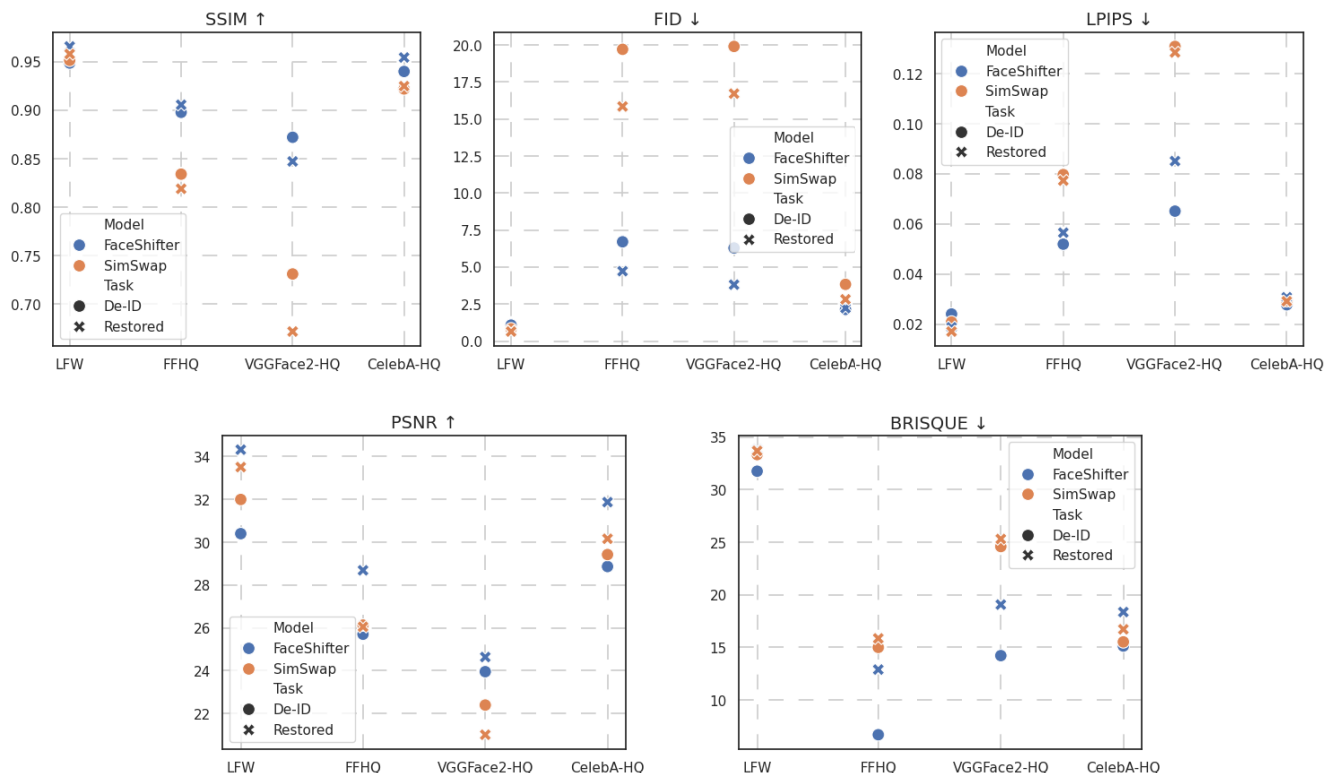 SSIM ↑
0.95
0.90
0.85
0.80
0.75
0.70
Model
FaceShifter
SimSwap
Task
De-ID
Restored
LFW
FFHQ
VGGFace2-HQ
CelebA-HQ
FID ↓
20.0
17.5
15.0
12.5
10.0
7.5
5.0
2.5
0.0
Model
FaceShifter
SimSwap
Task
De-ID
Restored
LFW
FFHQ
VGGFace2-HQ
CelebA-HQ
LPIPS ↓
0.12
0.10
0.08
0.06
0.04
0.02
Model
FaceShifter
SimSwap
Task
De-ID
Restored
LFW
FFHQ
VGGFace2-HQ
CelebA-HQ
PSNR ↑
34
32
30
28
26
24
22
Model
FaceShifter
SimSwap
Task
De-ID
Restored
LFW
FFHQ
VGGFace2-HQ
CelebA-HQ
BRISQUE ↓
35
30
25
20
15
10
Model
FaceShifter
SimSwap
Task
De-ID
Restored
LFW
FFHQ
VGGFace2-HQ
CelebA-HQ